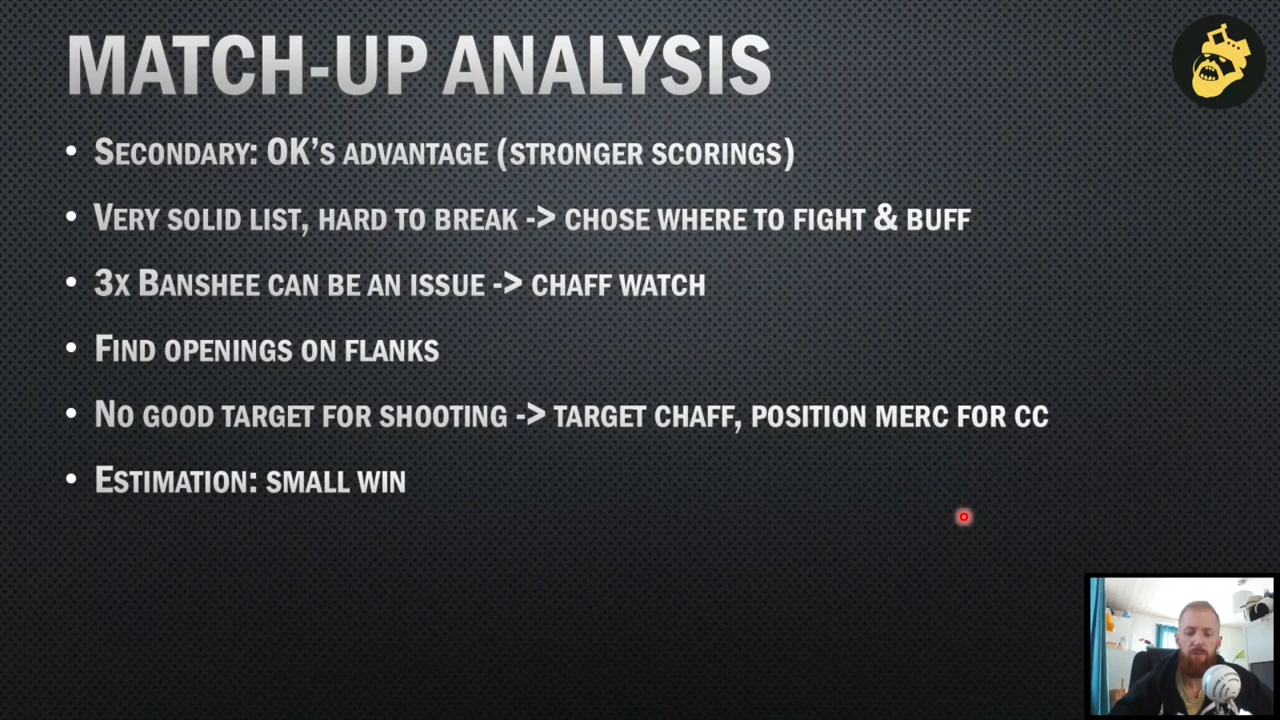 MATCH-UP ANALYSIS
• SECONDARY: OK'S ADVANTAGE (STRONGER SCORINGS)
• VERY SOLID LIST, HARD TO BREAK -> CHOSE WHERE TO FIGHT & BUFF
• 3X BANSHEE CAN BE AN ISSUE -> CHAFF WATCH
• FIND OPENINGS ON FLANKS
• NO GOOD TARGET FOR SHOOTING -> TARGET CHAFF, POSITION MERC FOR CC
• ESTIMATION: SMALL WIN